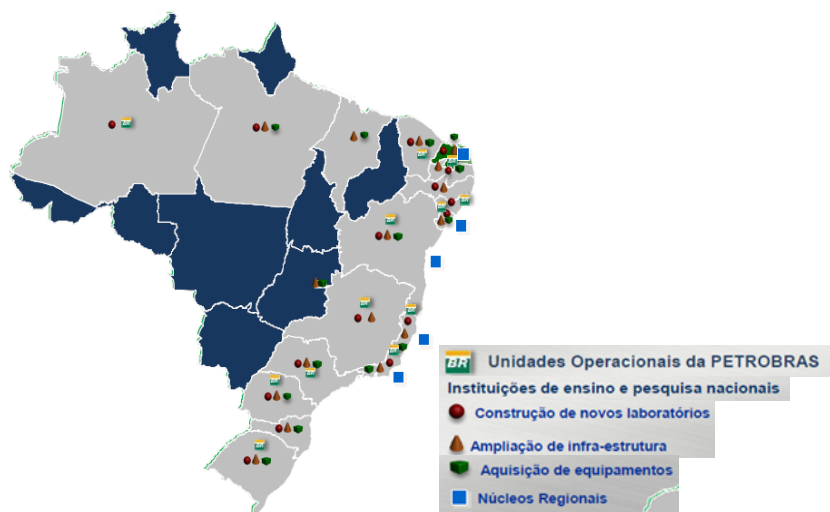 BR Unidades Operacionais da PETROBRAS
Instituições de ensino e pesquisa nacionais
Construção de novos laboratórios
Ampliação de infra-estrutura
Aquisição de equipamentos
Núcleos Regionais